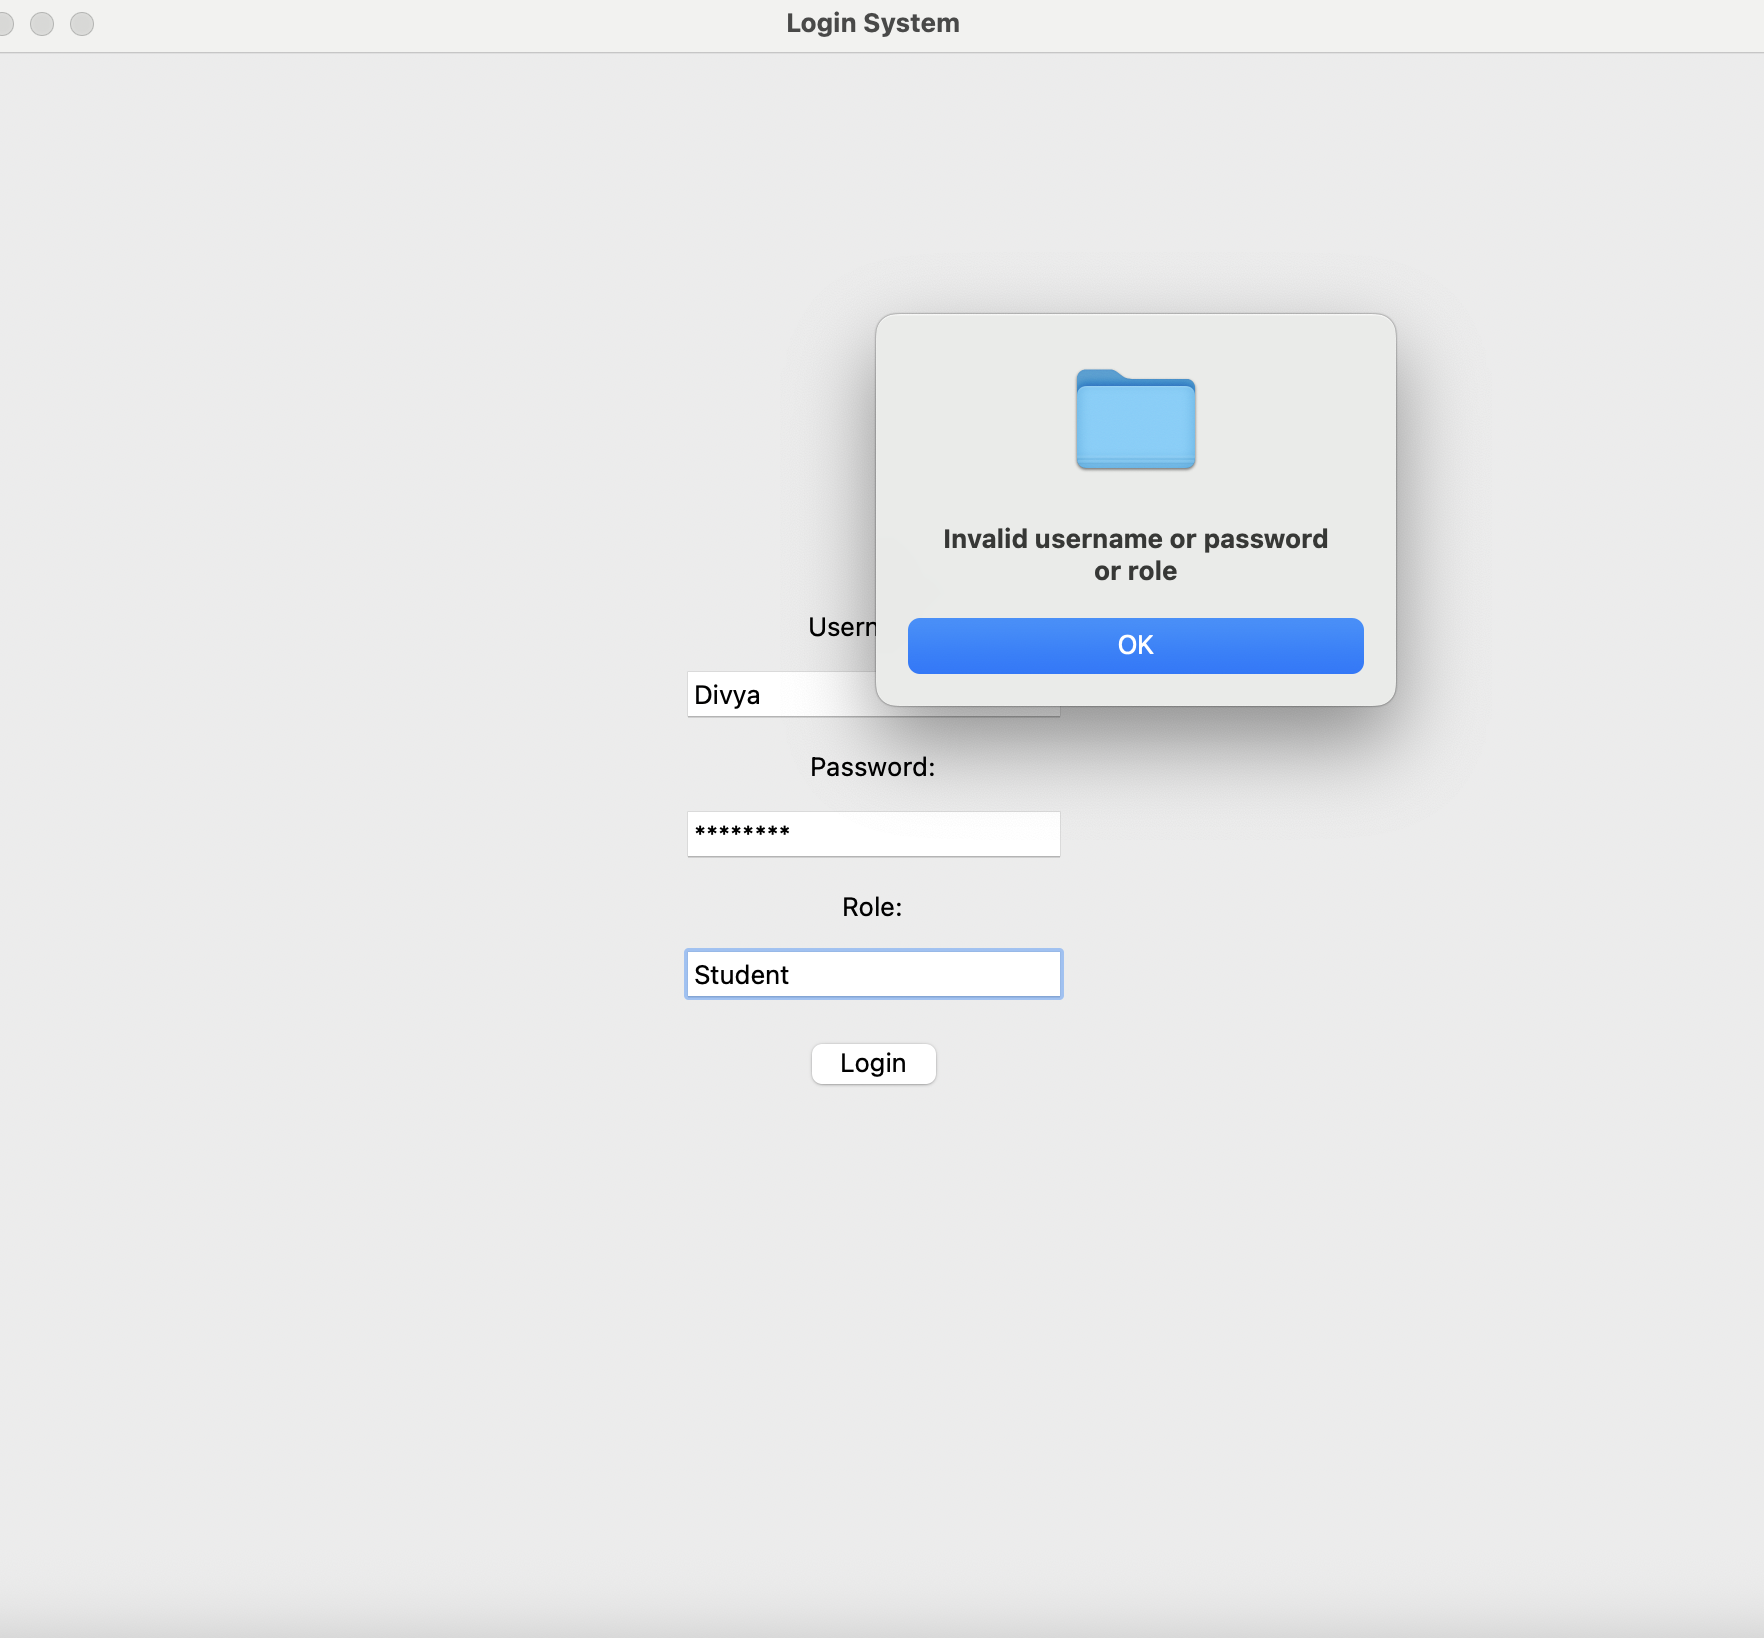 Login System
Invalid username or password
or role
OK
Usern
Divya
Password:
********
Role:
Student
Login